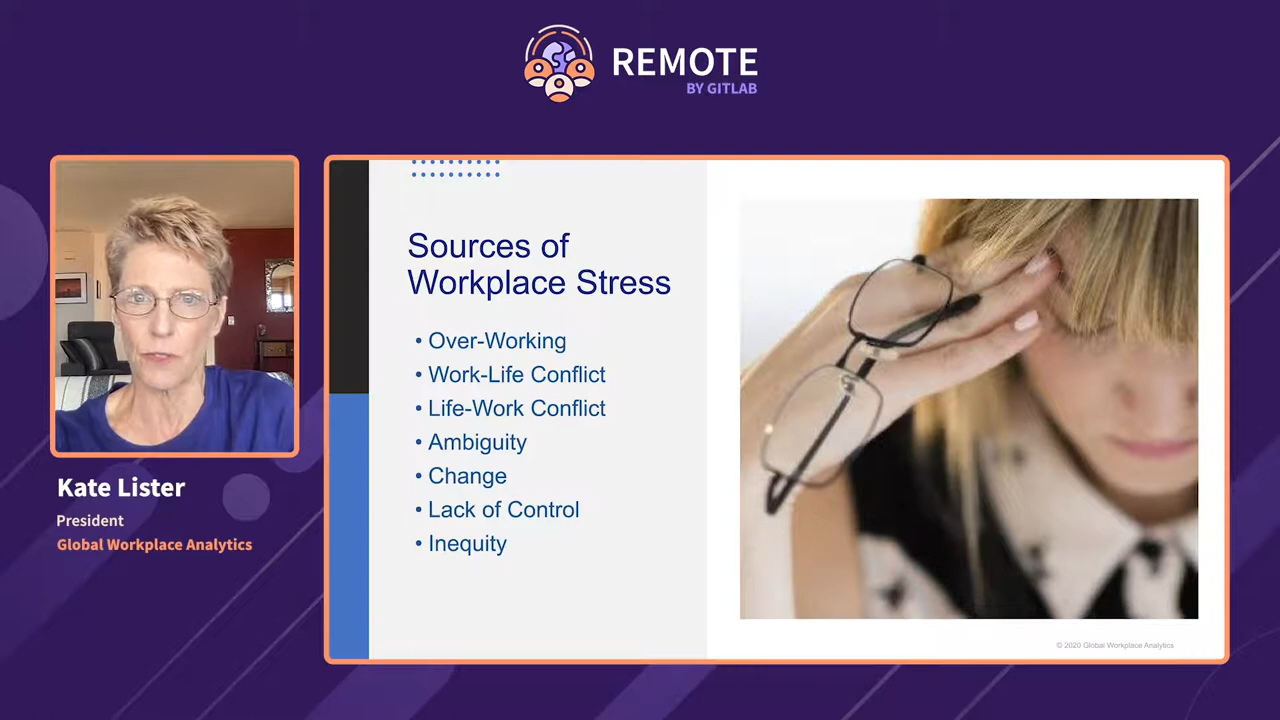 REMOTE
BY GITLAB
Kate Lister
President
Global Workplace Analytics
Sources of
Workplace Stress
• Over-Working
• Work-Life Conflict
• Life-Work Conflict
• Ambiguity
• Change
• Lack of Control
• Inequity
© 2020 Global Workplace Analytics